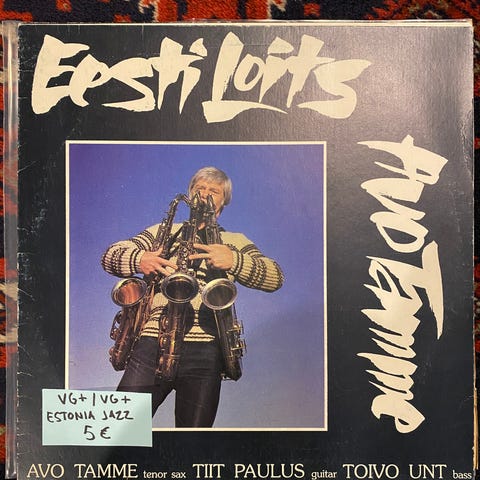 Eesti Loits
AVO TAMME
VG+/VG+
ESTONIA JAZZ
5€
AVO TAMME tenor sax TIIT PAULUS guitar TOIVO UNT bass